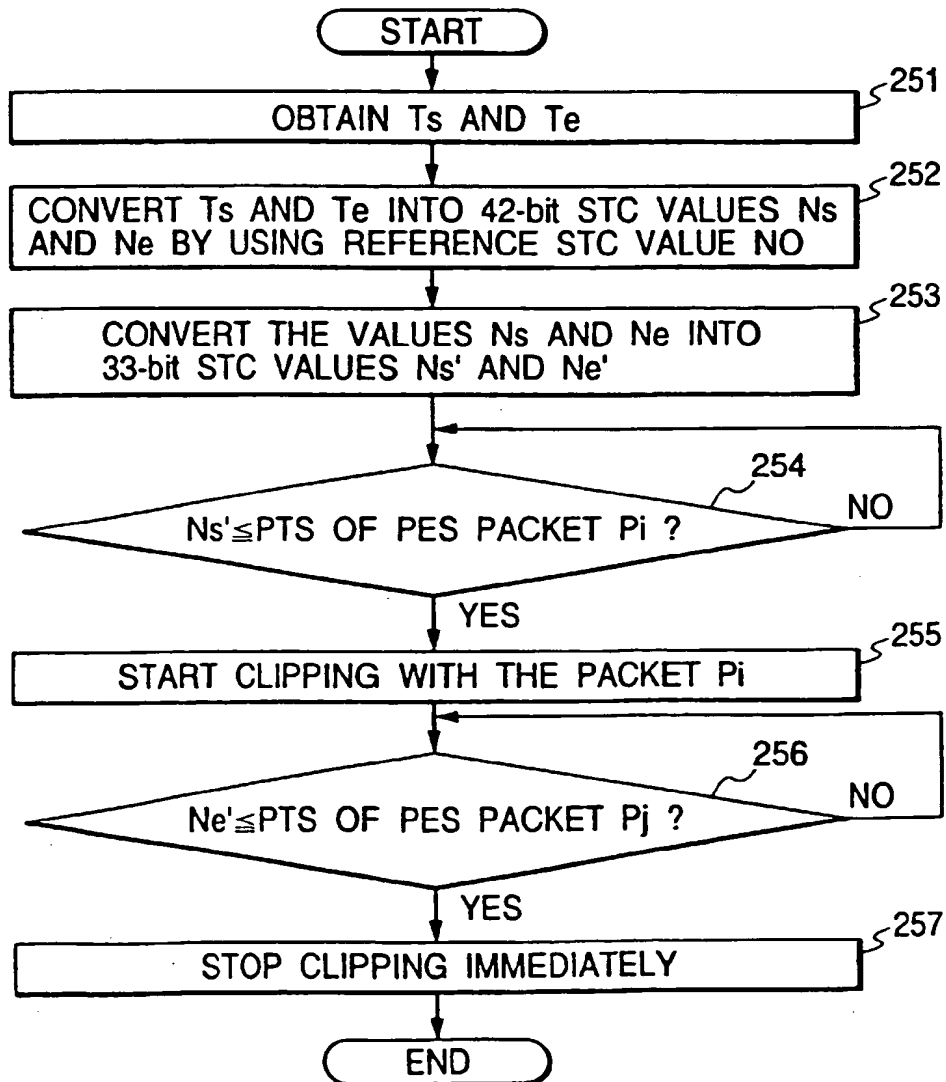 START
251
OBTAIN Ts AND Te
252
CONVERT Ts AND Te INTO 42-bit STC VALUES Ns
AND Ne BY USING REFERENCE STC VALUE NO
253
CONVERT THE VALUES Ns AND Ne INTO
33-bit STC VALUES Ns' AND Ne'
254
Ns'≦PTS OF PES PACKET Pi ?
NO
YES
255
START CLIPPING WITH THE PACKET Pi
256
Ne'≦PTS OF PES PACKET Pj ?
NO
YES
257
STOP CLIPPING IMMEDIATELY
END